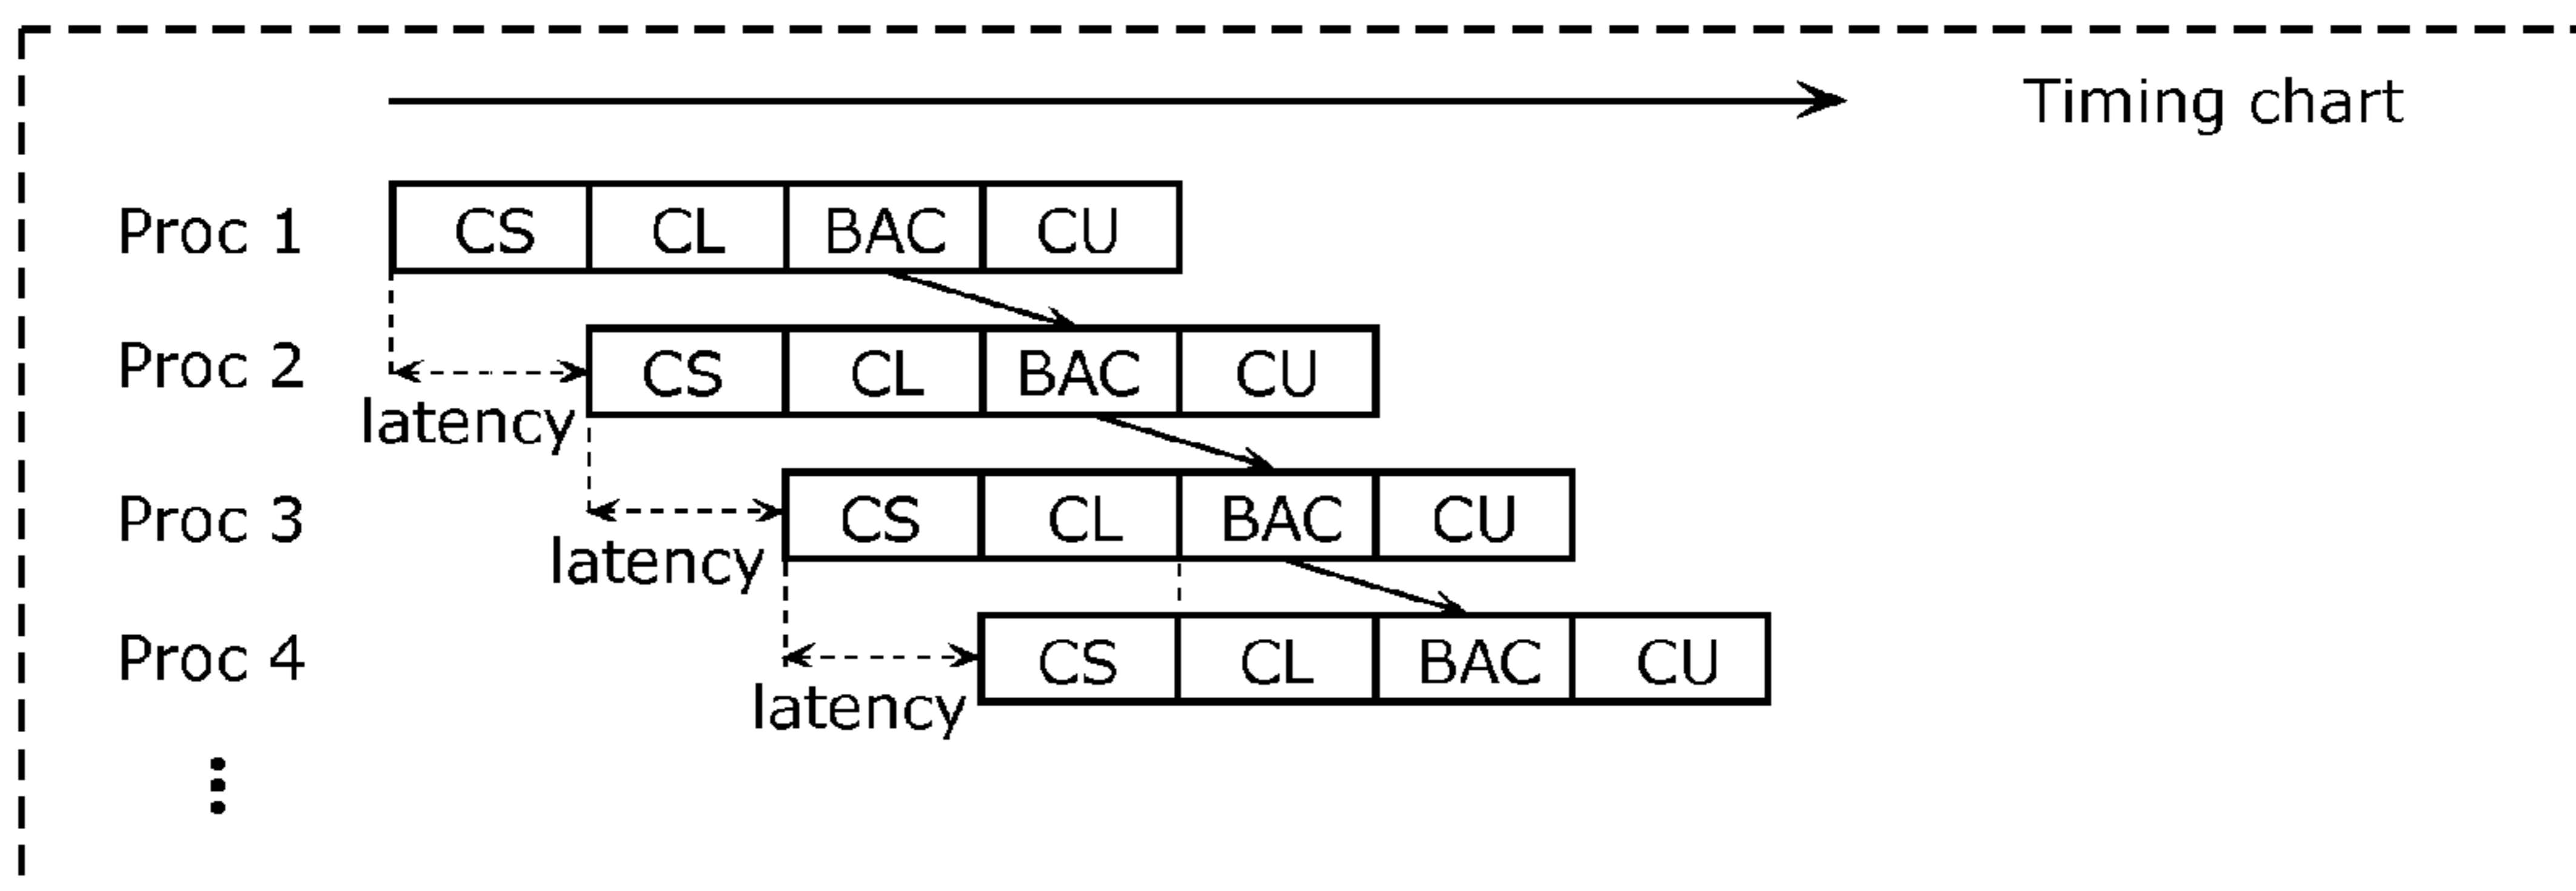 Timing chart
Proc 1 CS CL BAC CU
Proc 2 CS CL BAC CU
latency
Proc 3 CS CL BAC CU
latency
Proc 4 CS CL BAC CU
latency